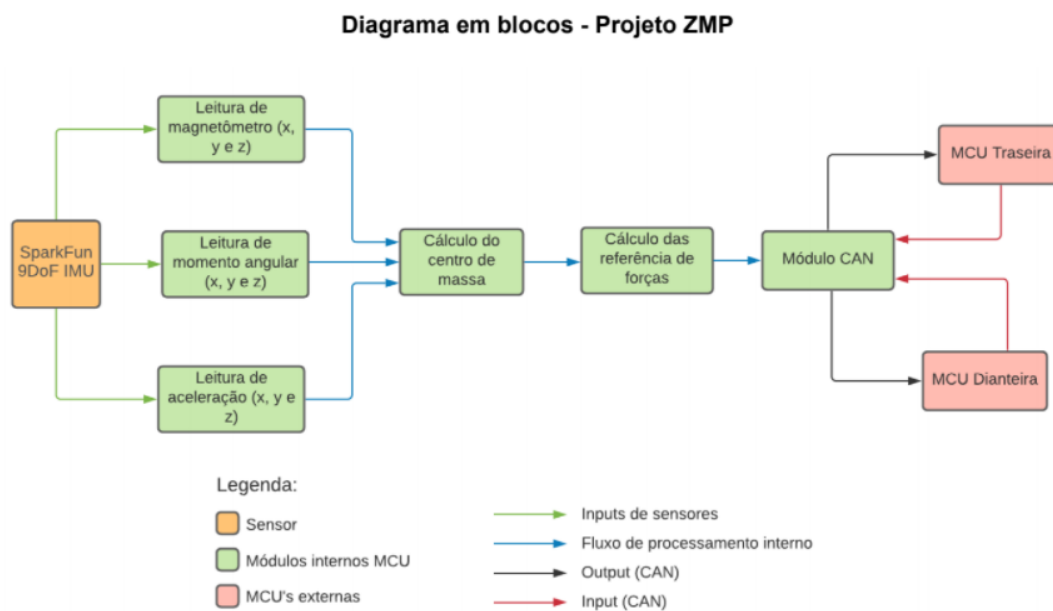 Diagrama em blocos - Projeto ZMP
Leitura de
magnetômetro (x,
y e z)
MCU Traseira
SparkFun
9DoF IMU
Leitura de
momento angular
(x, y e z)
Cálculo do
centro de
massa
Cálculo das
referência de
forças
Módulo CAN
Leitura de
aceleração (x, y e
z)
MCU Dianteira
Legenda:
Sensor
Módulos internos MCU
MCU's externas
Inputs de sensores
Fluxo de processamento interno
Output (CAN)
Input (CAN)